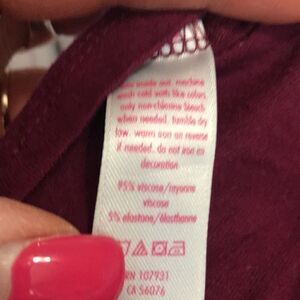 inside out. machine
wash cold with like colors.
only non-chlorine bleach
when needed. tumble dry
low. warm iron on reverse
if needed. do not iron on
decoration.
95% viscose/rayonne
viscose
5% elastane/élasthanne
RN 107931
CA 56076